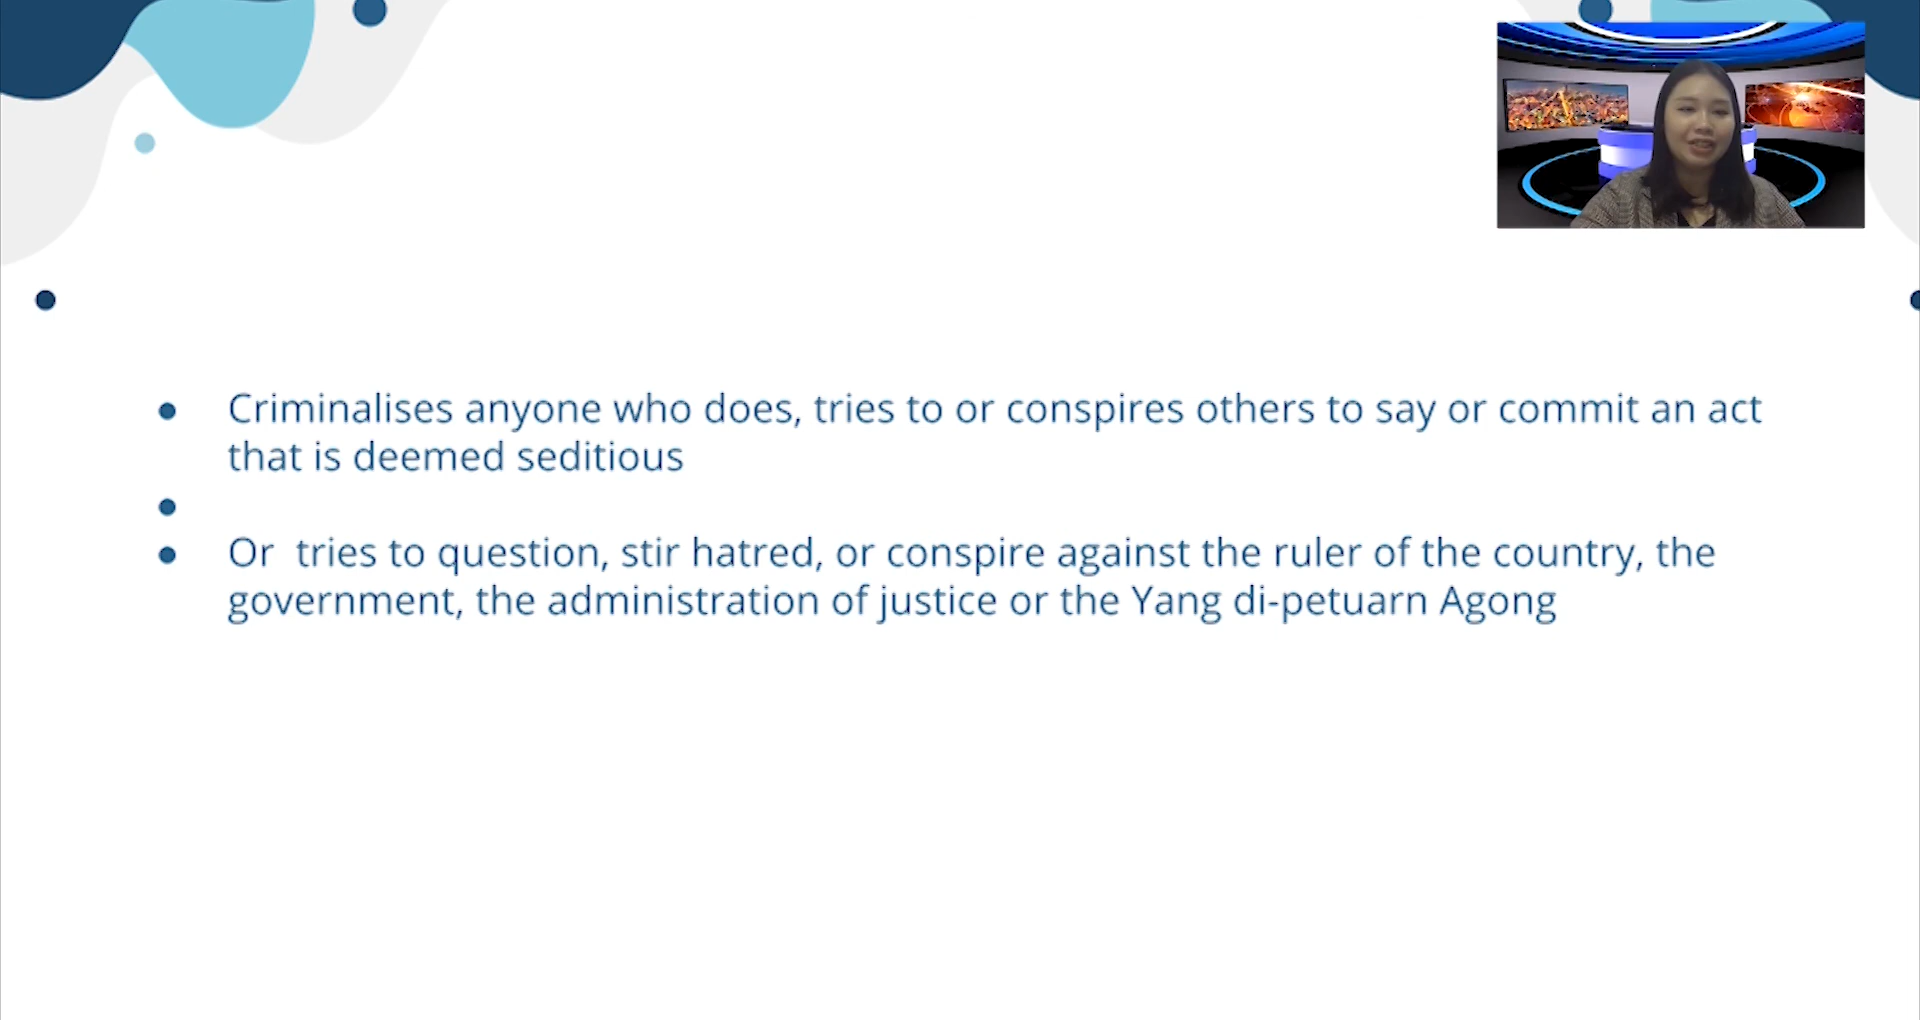 Criminalises anyone who does, tries to or conspires others to say or commit an act
that is deemed seditious
Or  tries to question, stir hatred, or conspire against the ruler of the country, the
government, the administration of justice or the Yang di-petuarn Agong